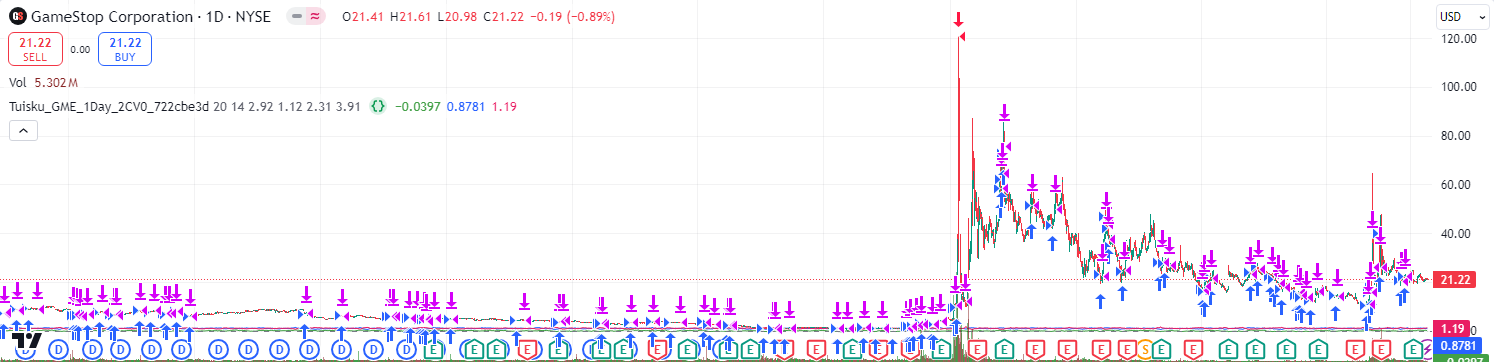 GameStop Corporation · 1D · NYSE O21.41 H21.61 L20.98 C21.22 −0.19 (−0.89%) USD
21.22 SELL 0.00 21.22 BUY
Vol 5.302 M
Tuisku_GME_1Day_2CV0_722cbe3d 20 14 2.92 1.12 2.31 3.91 {} −0.0397 0.8781 1.19
120.00
100.00
80.00
60.00
40.00
21.22
1.19
0.8781